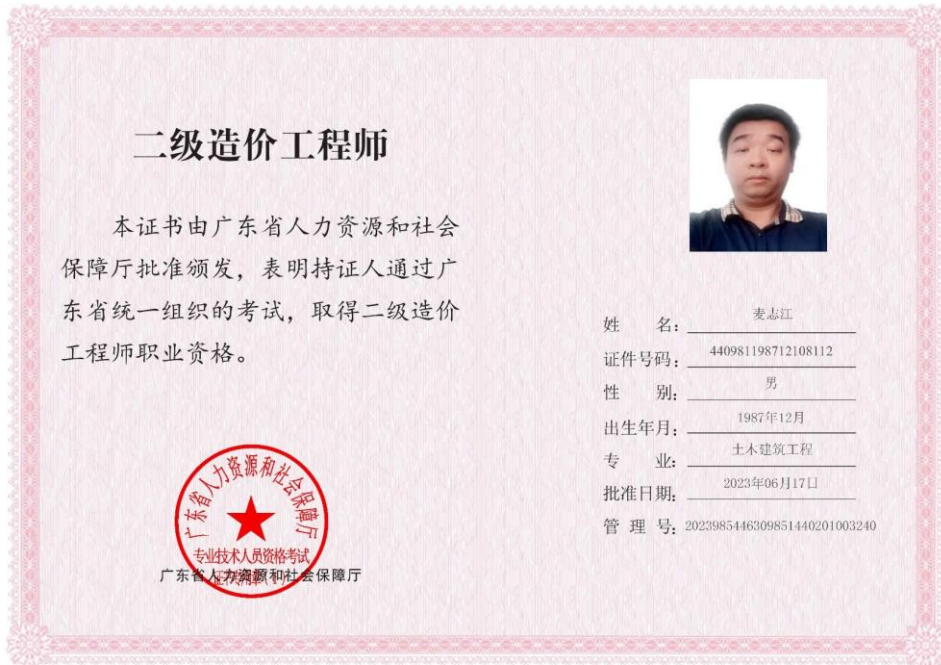 二级造价工程师
本证书由广东省人力资源和社会
保障厅批准颁发，表明持证人通过广
东省统一组织的考试，取得二级造价
工程师职业资格。
广东省人力资源和社会保障厅
专业技术人员资格考试
广东省人力资源和社会保障厅
姓 名：麦志江
证件号码：440981198712108112
性 别：男
出生年月：1987年12月
专 业：土木建筑工程
批准日期：2023年06月17日
管 理 号：2023985446309851440201003240